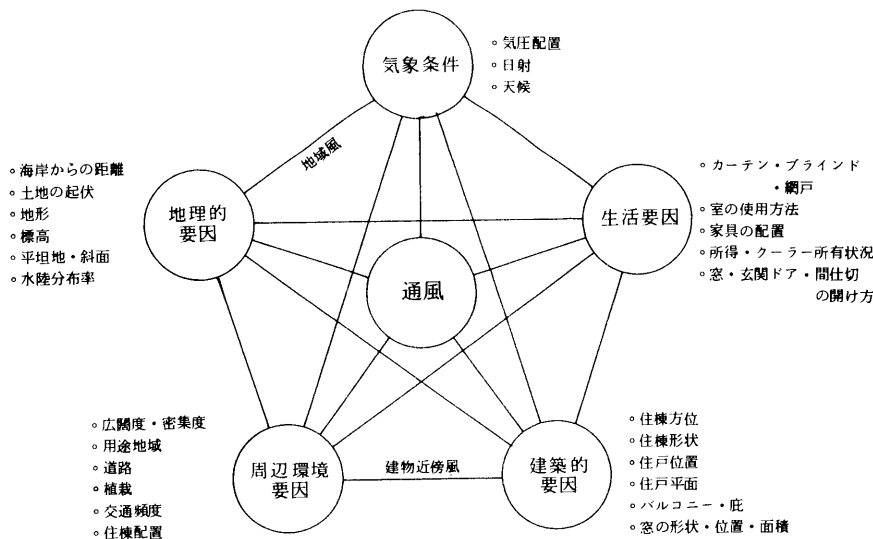 気象条件
◦気圧配置
◦日射
◦天候
地域風
◦海岸からの距離
◦土地の起伏
◦地形
◦標高
◦平坦地・斜面
◦水陸分布率
地理的
要因
◦カーテン・ブラインド
・網戸
◦室の使用方法
◦家具の配置
◦所得・クーラー所有状況
◦窓・玄関ドア・間仕切
の開け方
生活要因
通風
◦広闊度・密集度
◦用途地域
◦道路
◦植栽
◦交通頻度
◦住棟配置
周辺環境
要因
建物近傍風
建築的
要因
◦住棟方位
◦住棟形状
◦住戸位置
◦住戸平面
◦バルコニー・庇
◦窓の形状・位置・面積